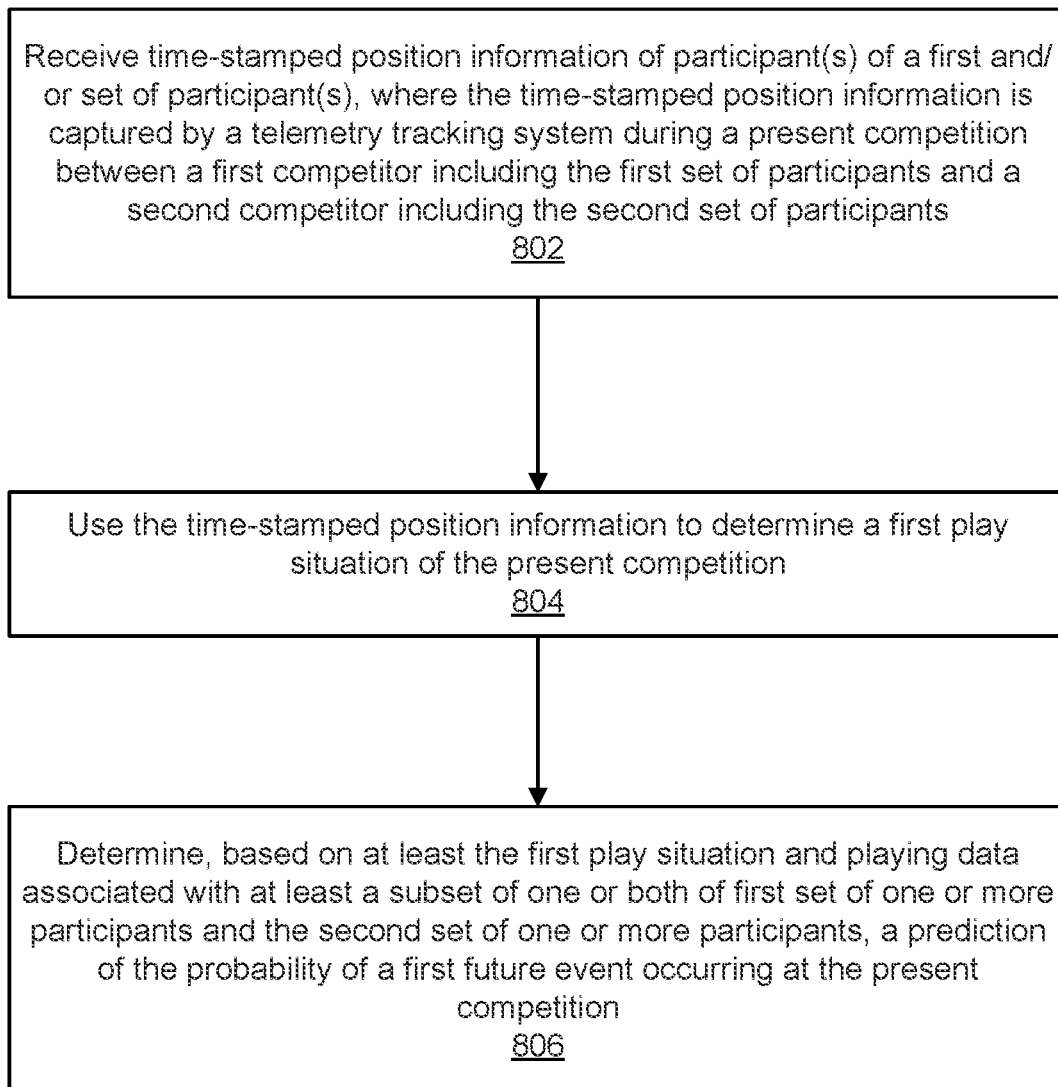 Receive time-stamped position information of participant(s) of a first and/
or set of participant(s), where the time-stamped position information is
captured by a telemetry tracking system during a present competition
between a first competitor including the first set of participants and a
second competitor including the second set of participants
802
Use the time-stamped position information to determine a first play
situation of the present competition
804
Determine, based on at least the first play situation and playing data
associated with at least a subset of one or both of first set of one or more
participants and the second set of one or more participants, a prediction
of the probability of a first future event occurring at the present
competition
806